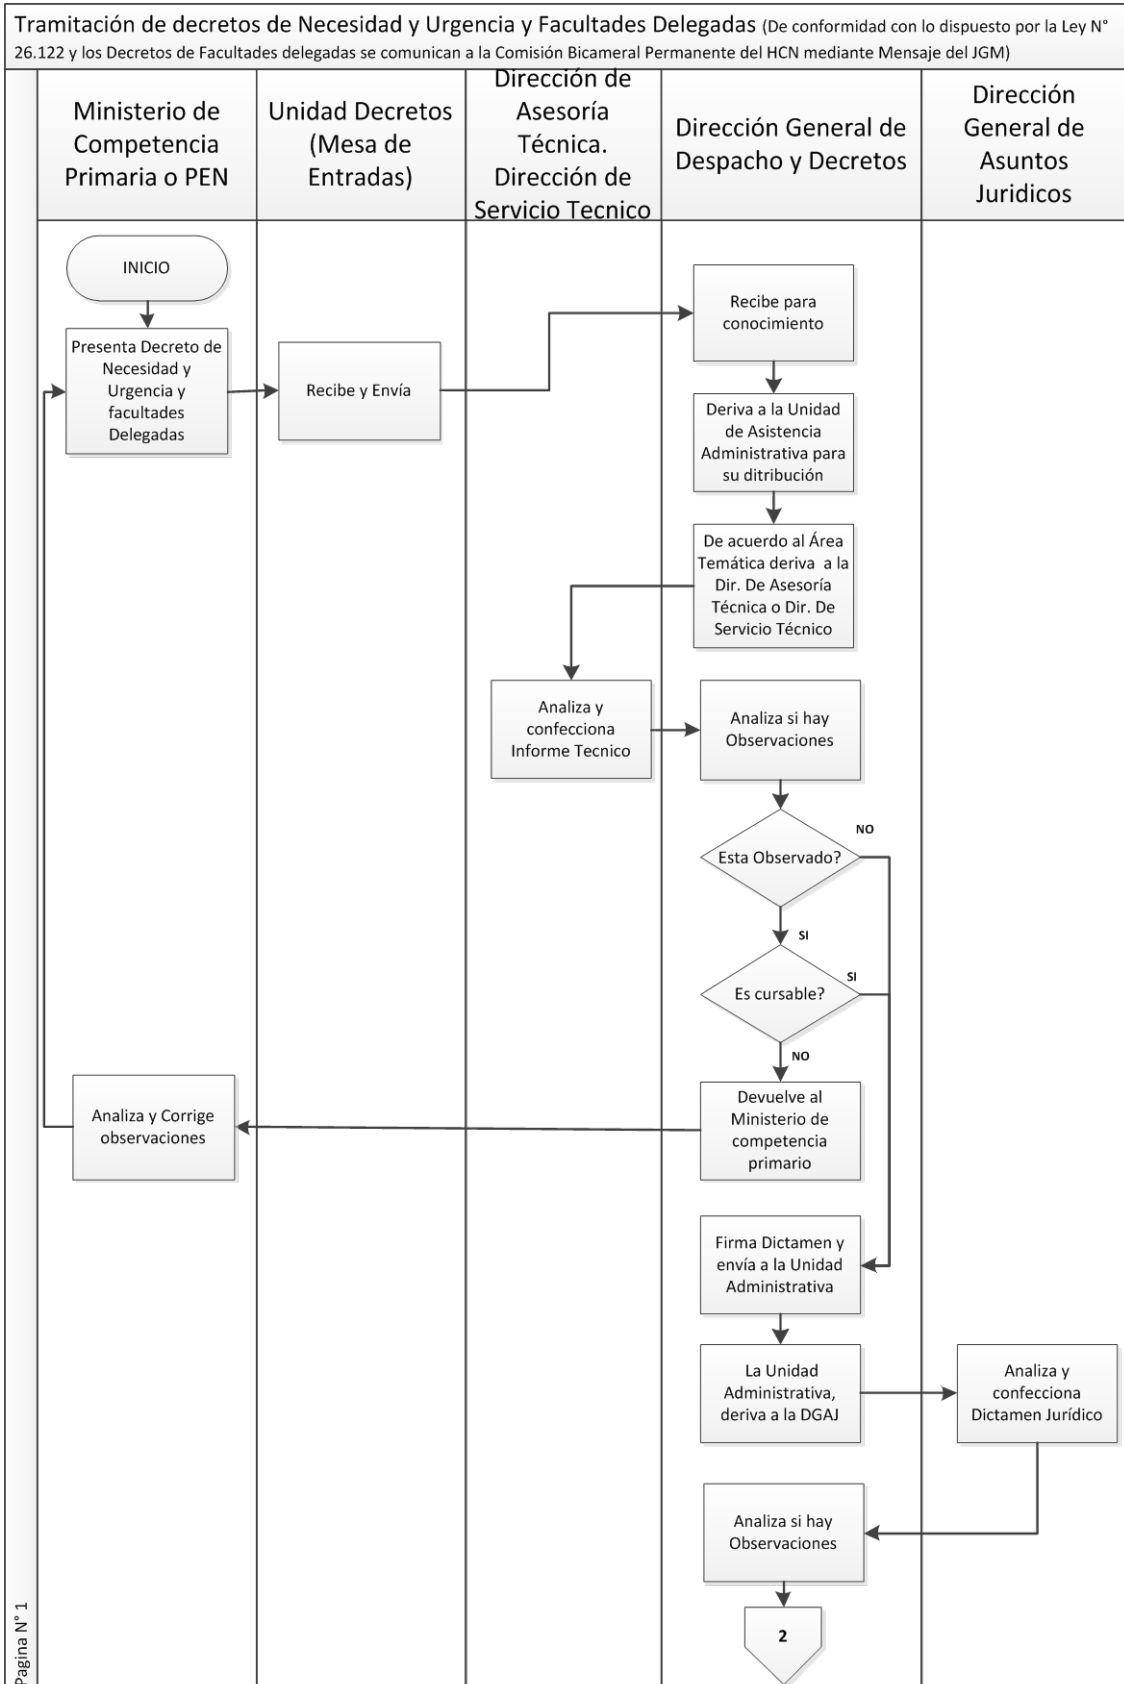 Tramitación de decretos de Necesidad y Urgencia y Facultades Delegadas (De conformidad con lo dispuesto por la Ley N°
26.122 y los Decretos de Facultades delegadas se comunican a la Comisión Bicameral Permanente del HCN mediante Mensaje del JGM)
Ministerio de
Competencia
Primaria o PEN
Unidad Decretos
(Mesa de
Entradas)
Dirección de
Asesoría
Técnica.
Dirección de
Servicio Tecnico
Dirección General de
Despacho y Decretos
Dirección
General de
Asuntos
Juridicos
INICIO
Presenta Decreto de
Necesidad y
Urgencia y
facultades
Delegadas
Recibe y Envía
Recibe para
conocimiento
Deriva a la Unidad
de Asistencia
Administrativa para
su ditribución
De acuerdo al Área
Temática deriva  a la
Dir. De Asesoría
Técnica o Dir. De
Servicio Técnico
Analiza y
confecciona
Informe Tecnico
Analiza si hay
Observaciones
Esta Observado?
NO
SI
Es cursable?
SI
NO
Devuelve al
Ministerio de
competencia
primario
Analiza y Corrige
observaciones
Firma Dictamen y
envía a la Unidad
Administrativa
La Unidad
Administrativa,
deriva a la DGAJ
Analiza y
confecciona
Dictamen Jurídico
Analiza si hay
Observaciones
2
Pagina N° 1